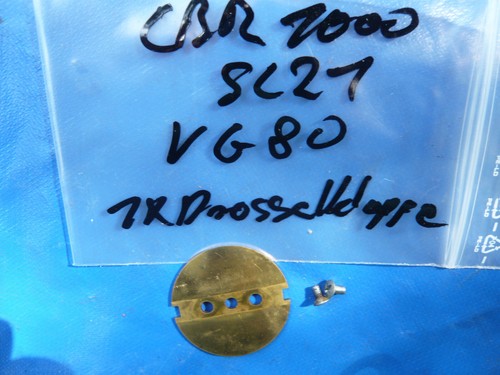 CBR 1000
SC21
VG80
1x Drosselklappe